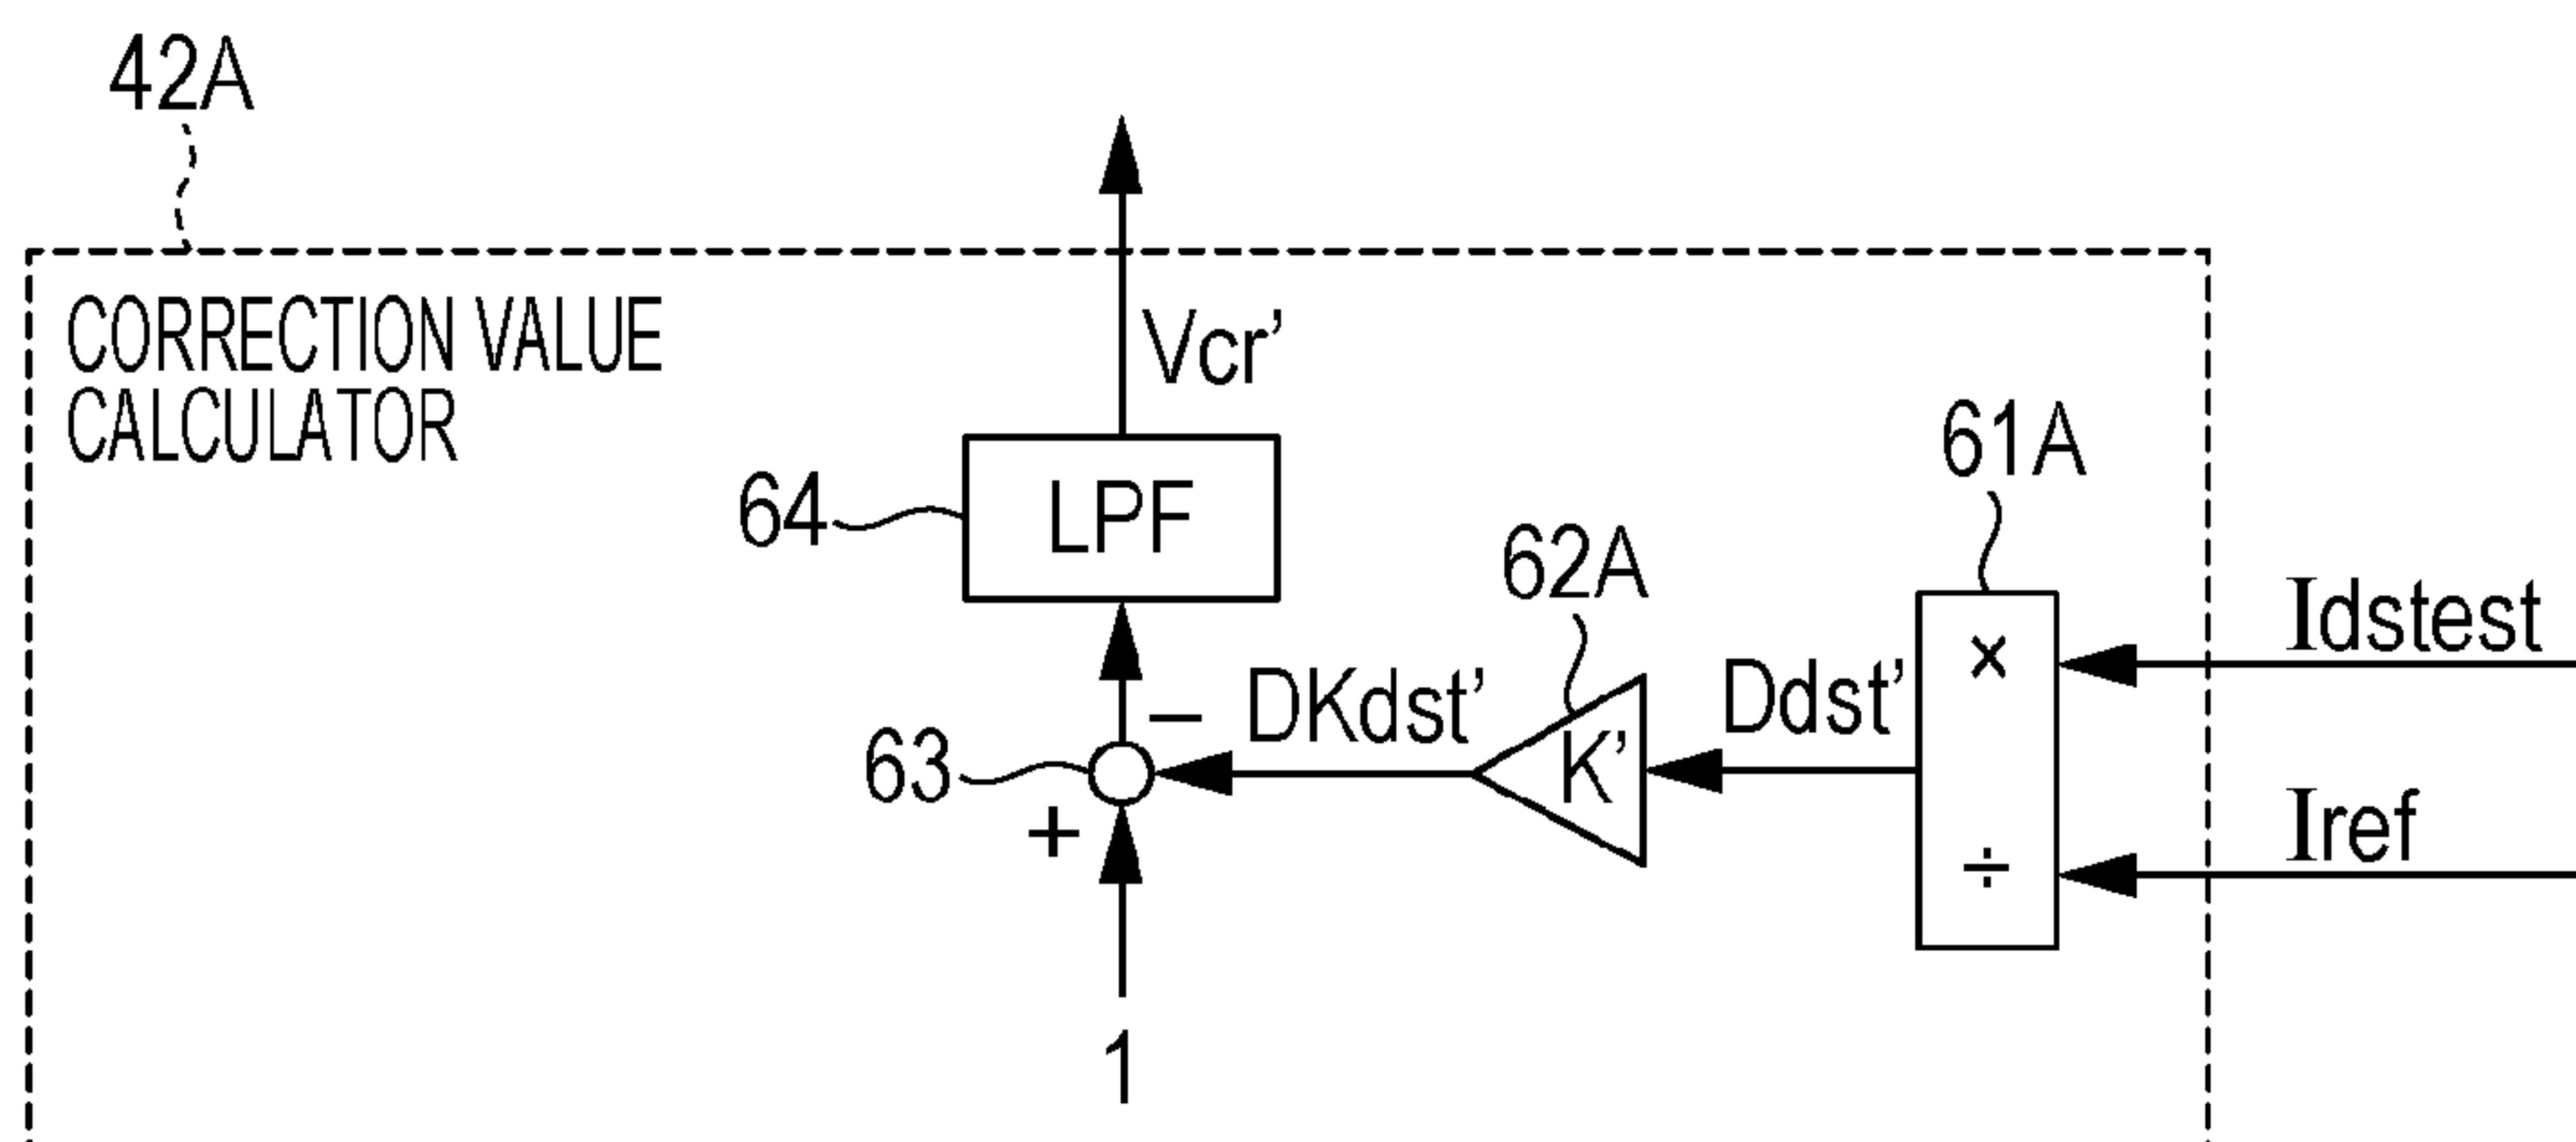 42A
CORRECTION VALUE
CALCULATOR
Vcr’
64
LPF
61A
62A
Idstest
×
Ddst’
DKdst’
K’
−
63
+
Iref
÷
1